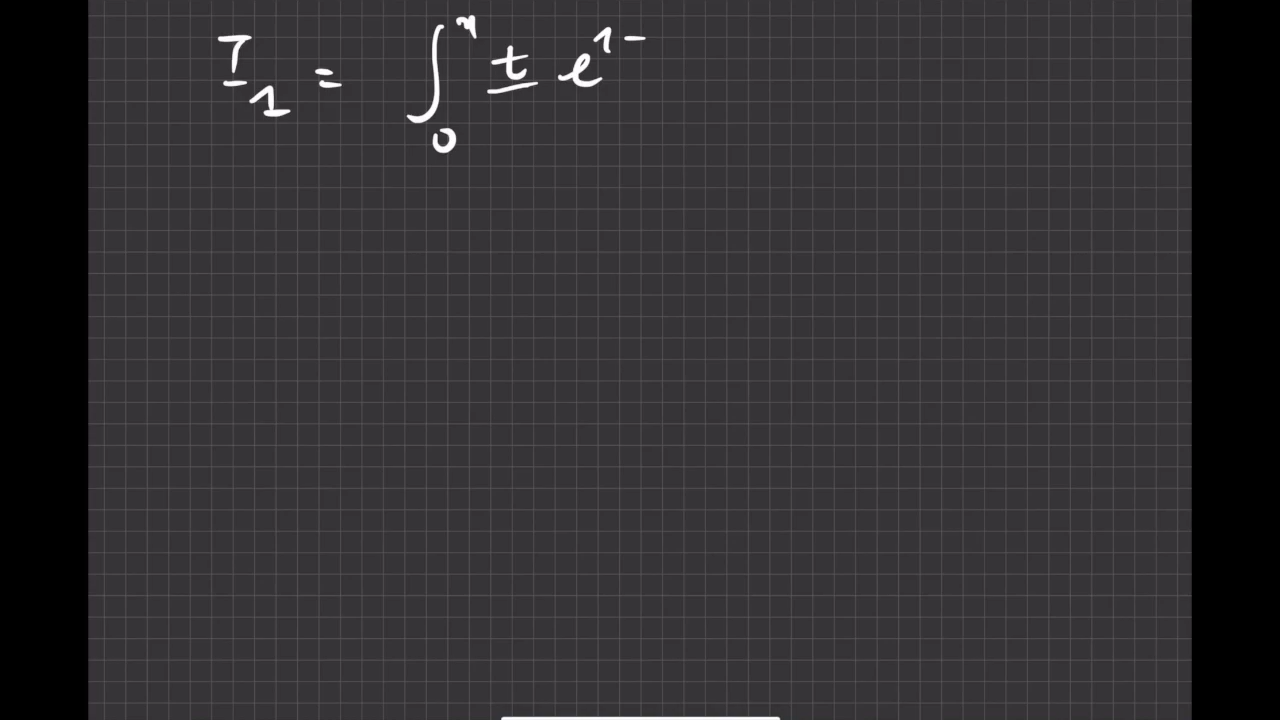 I₁ = ∫₀¹ t e¹⁻